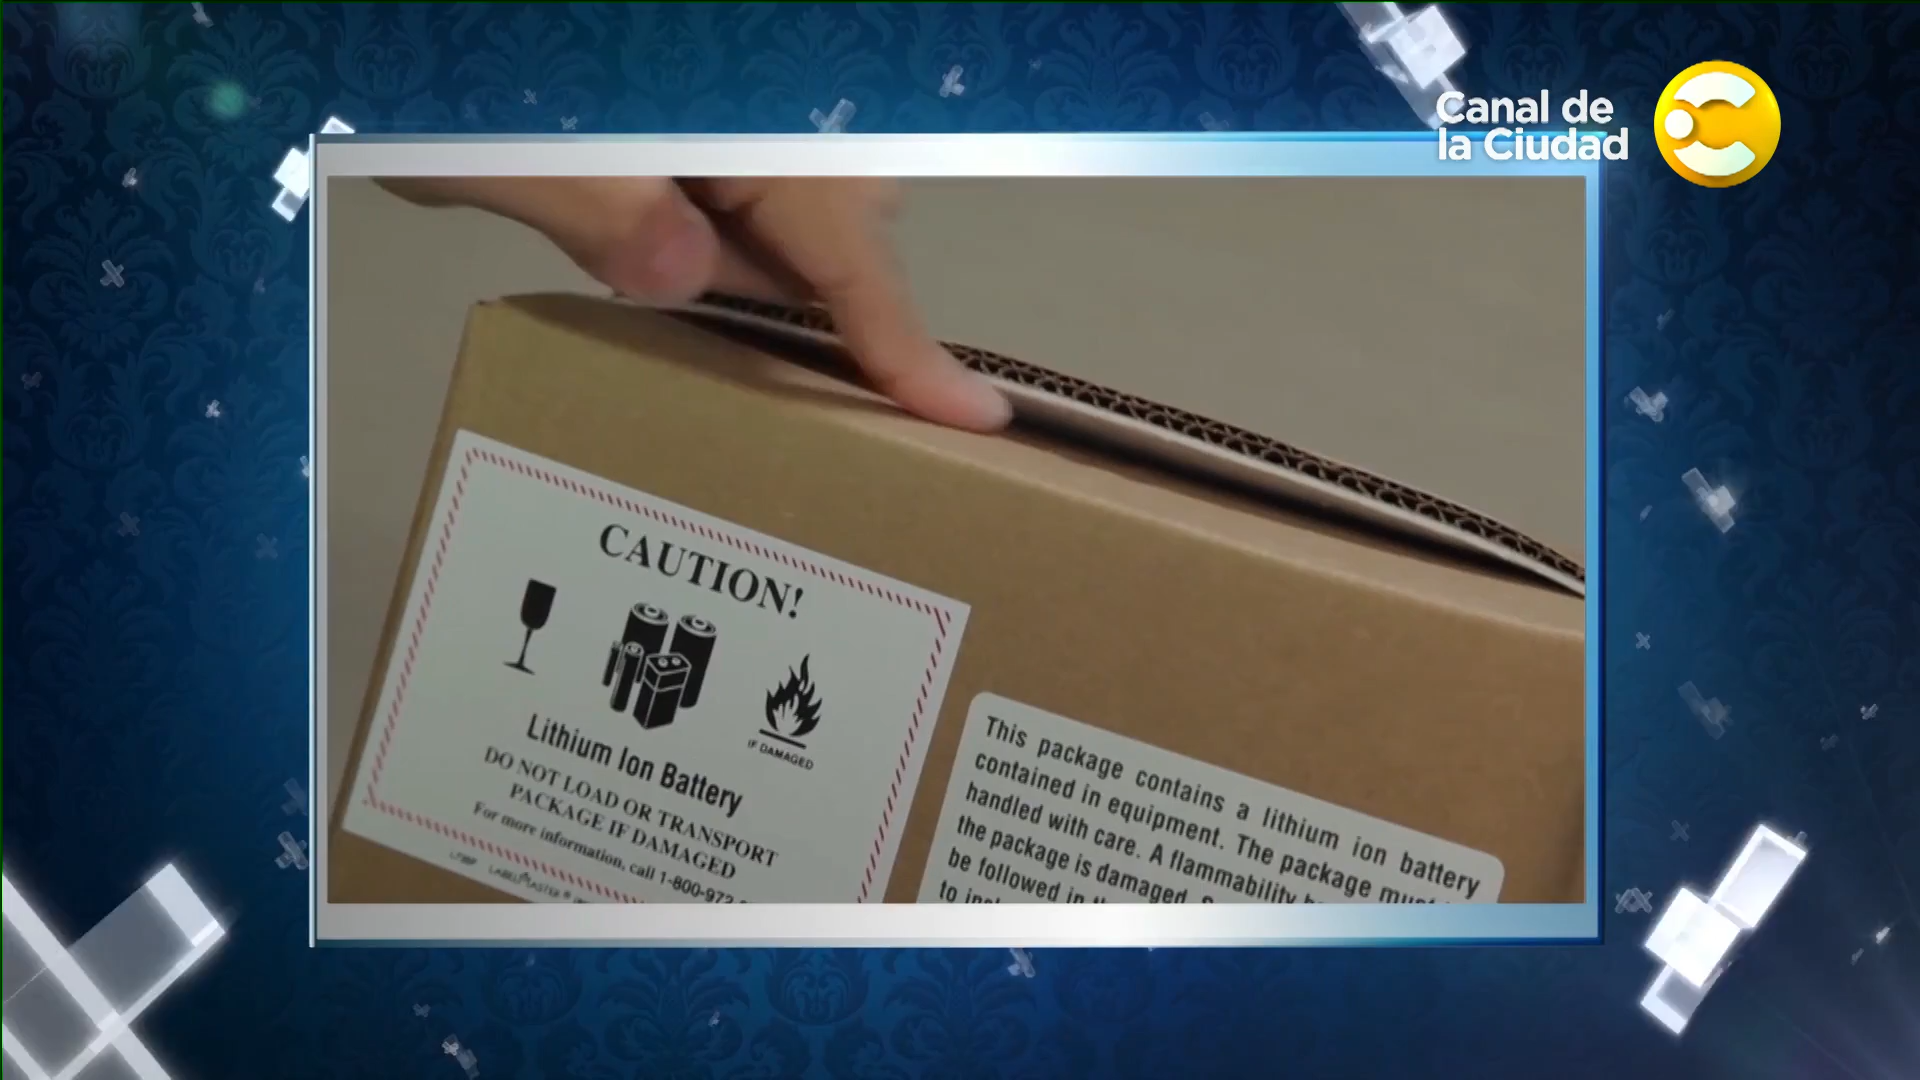 Canal de
la Ciudad
CAUTION!
IF DAMAGED
Lithium Ion Battery
DO NOT LOAD OR TRANSPORT
PACKAGE IF DAMAGED
For more information, call 1-800-972-
LABELMASTER ®
This package contains a lithium ion battery
contained in equipment. The package must
handled with care. A flammability
the package is damaged.
be followed in
to